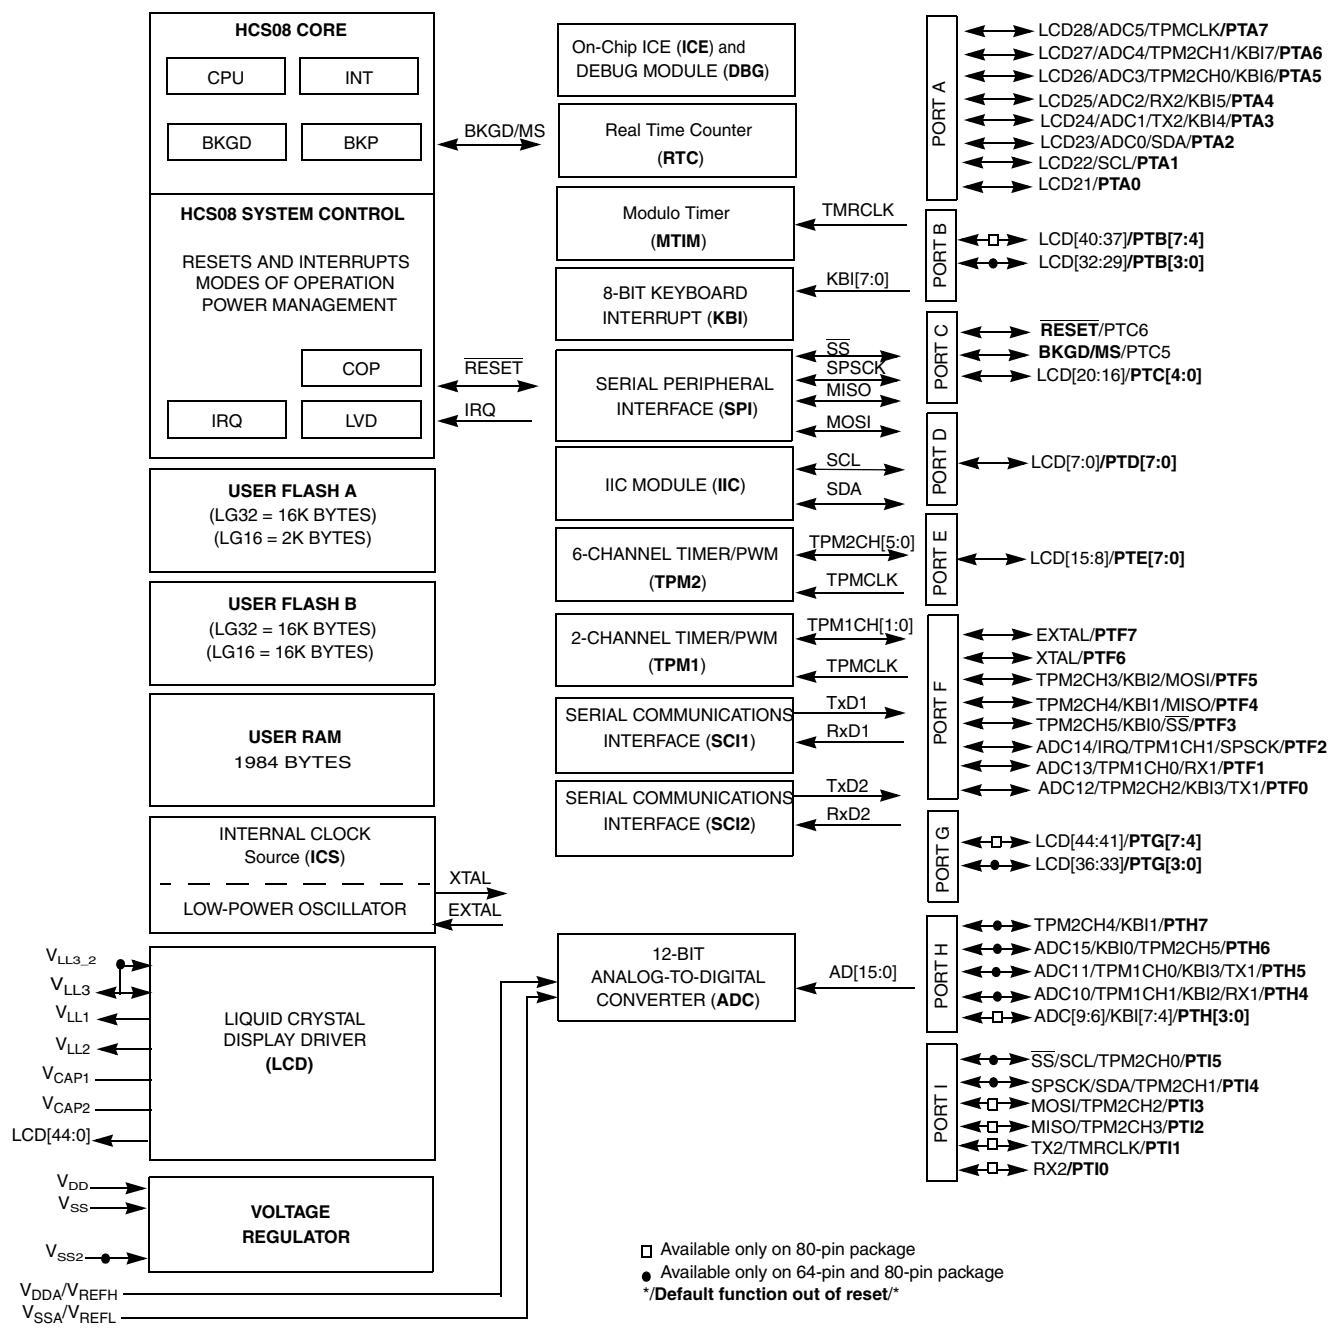 HCS08 CORE
CPU
INT
BKGD
BKP
HCS08 SYSTEM CONTROL
RESETS AND INTERRUPTS
MODES OF OPERATION
POWER MANAGEMENT
COP
IRQ
LVD
BKGD/MS
RESET
IRQ
USER FLASH A
(LG32 = 16K BYTES)
(LG16 = 2K BYTES)
USER FLASH B
(LG32 = 16K BYTES)
(LG16 = 16K BYTES)
USER RAM
1984 BYTES
INTERNAL CLOCK
Source (ICS)
LOW-POWER OSCILLATOR
XTAL
EXTAL
VLL3_2
VLL3
VLL1
VLL2
VCAP1
VCAP2
LCD[44:0]
LIQUID CRYSTAL
DISPLAY DRIVER
(LCD)
VDD
VSS
VSS2
VOLTAGE
REGULATOR
VDDA/VREFH
VSSA/VREFL
On-Chip ICE (ICE) and
DEBUG MODULE (DBG)
Real Time Counter
(RTC)
Modulo Timer
(MTIM)
TMRCLK
8-BIT KEYBOARD
INTERRUPT (KBI)
KBI[7:0]
SERIAL PERIPHERAL
INTERFACE (SPI)
SS
SPSCK
MISO
MOSI
IIC MODULE (IIC)
SCL
SDA
6-CHANNEL TIMER/PWM
(TPM2)
TPM2CH[5:0]
TPMCLK
2-CHANNEL TIMER/PWM
(TPM1)
TPM1CH[1:0]
TPMCLK
SERIAL COMMUNICATIONS
INTERFACE (SCI1)
TxD1
RxD1
SERIAL COMMUNICATIONS
INTERFACE (SCI2)
TxD2
RxD2
12-BIT
ANALOG-TO-DIGITAL
CONVERTER (ADC)
AD[15:0]
PORT A
LCD28/ADC5/TPMCLK/PTA7
LCD27/ADC4/TPM2CH1/KBI7/PTA6
LCD26/ADC3/TPM2CH0/KBI6/PTA5
LCD25/ADC2/RX2/KBI5/PTA4
LCD24/ADC1/TX2/KBI4/PTA3
LCD23/ADC0/SDA/PTA2
LCD22/SCL/PTA1
LCD21/PTA0
PORT B
LCD[40:37]/PTB[7:4]
LCD[32:29]/PTB[3:0]
PORT C
RESET/PTC6
BKGD/MS/PTC5
LCD[20:16]/PTC[4:0]
PORT D
LCD[7:0]/PTD[7:0]
PORT E
LCD[15:8]/PTE[7:0]
PORT F
EXTAL/PTF7
XTAL/PTF6
TPM2CH3/KBI2/MOSI/PTF5
TPM2CH4/KBI1/MISO/PTF4
TPM2CH5/KBI0/SS/PTF3
ADC14/IRQ/TPM1CH1/SPSCK/PTF2
ADC13/TPM1CH0/RX1/PTF1
ADC12/TPM2CH2/KBI3/TX1/PTF0
PORT G
LCD[44:41]/PTG[7:4]
LCD[36:33]/PTG[3:0]
PORT H
TPM2CH4/KBI1/PTH7
ADC15/KBI0/TPM2CH5/PTH6
ADC11/TPM1CH0/KBI3/TX1/PTH5
ADC10/TPM1CH1/KBI2/RX1/PTH4
ADC[9:6]/KBI[7:4]/PTH[3:0]
PORT I
SS/SCL/TPM2CH0/PTI5
SPSCK/SDA/TPM2CH1/PTI4
MOSI/TPM2CH2/PTI3
MISO/TPM2CH3/PTI2
TX2/TMRCLK/PTI1
RX2/PTI0
Available only on 80-pin package
Available only on 64-pin and 80-pin package
*/Default function out of reset/*